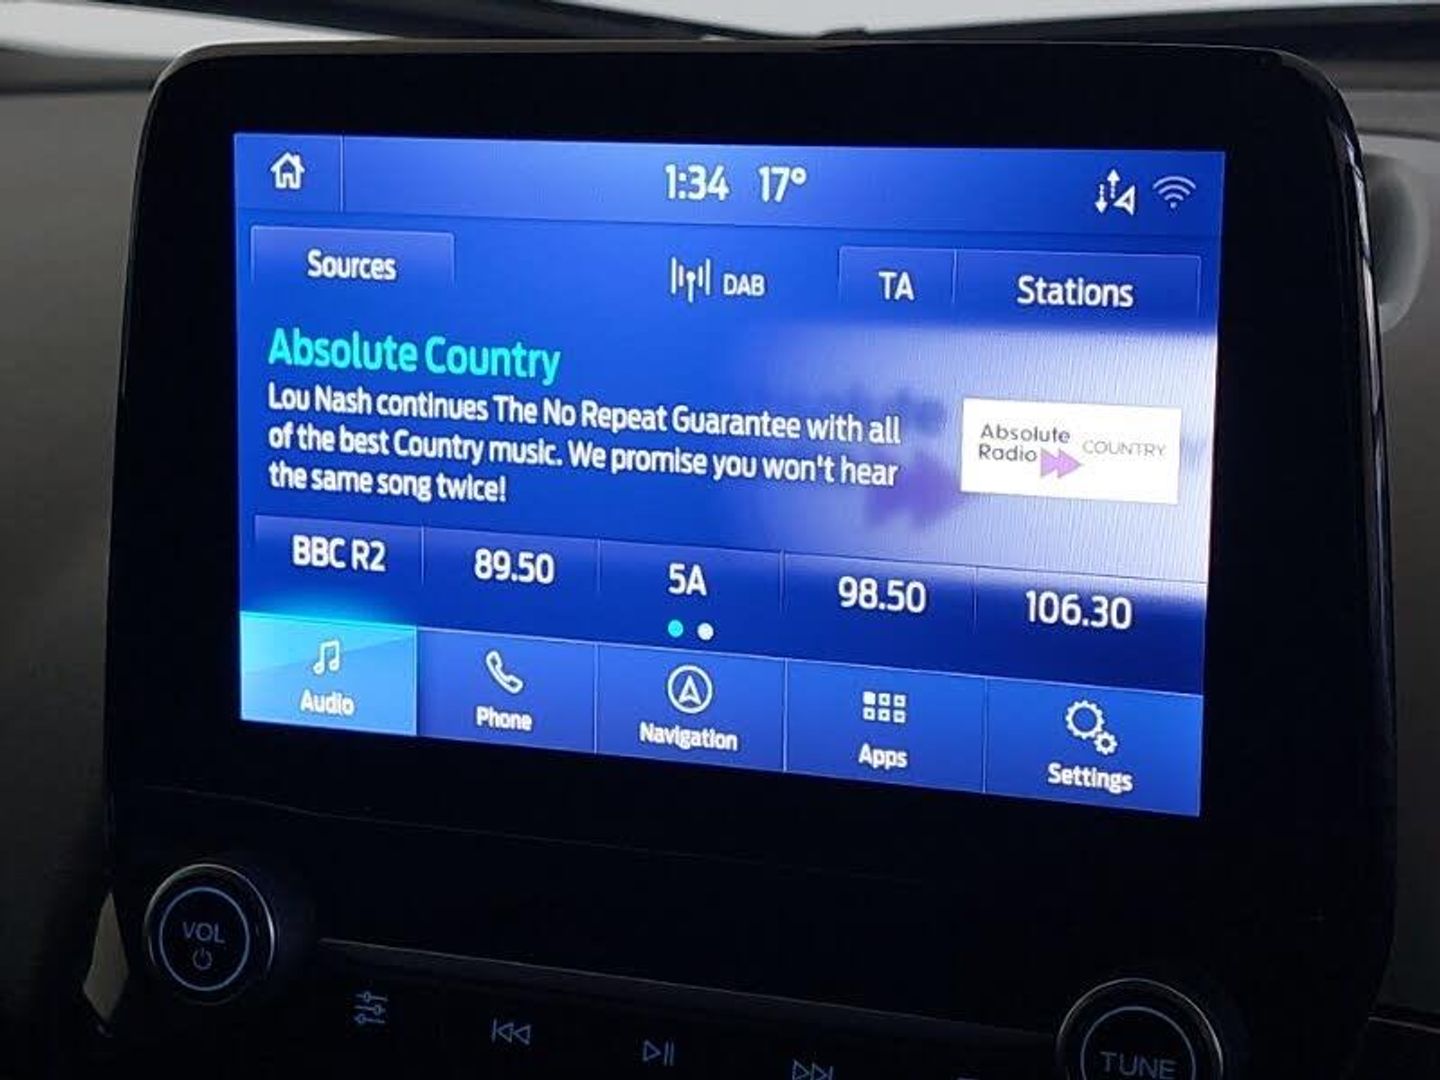 1:34 17°
Sources
DAB
TA
Stations
Absolute Country
Lou Nash continues The No Repeat Guarantee with all
of the best Country music. We promise you won't hear
the same song twice!
Absolute
Radio
COUNTRY
BBC R2
89.50
5A
98.50
106.30
Audio
Phone
Navigation
Apps
Settings
VOL
TUNE